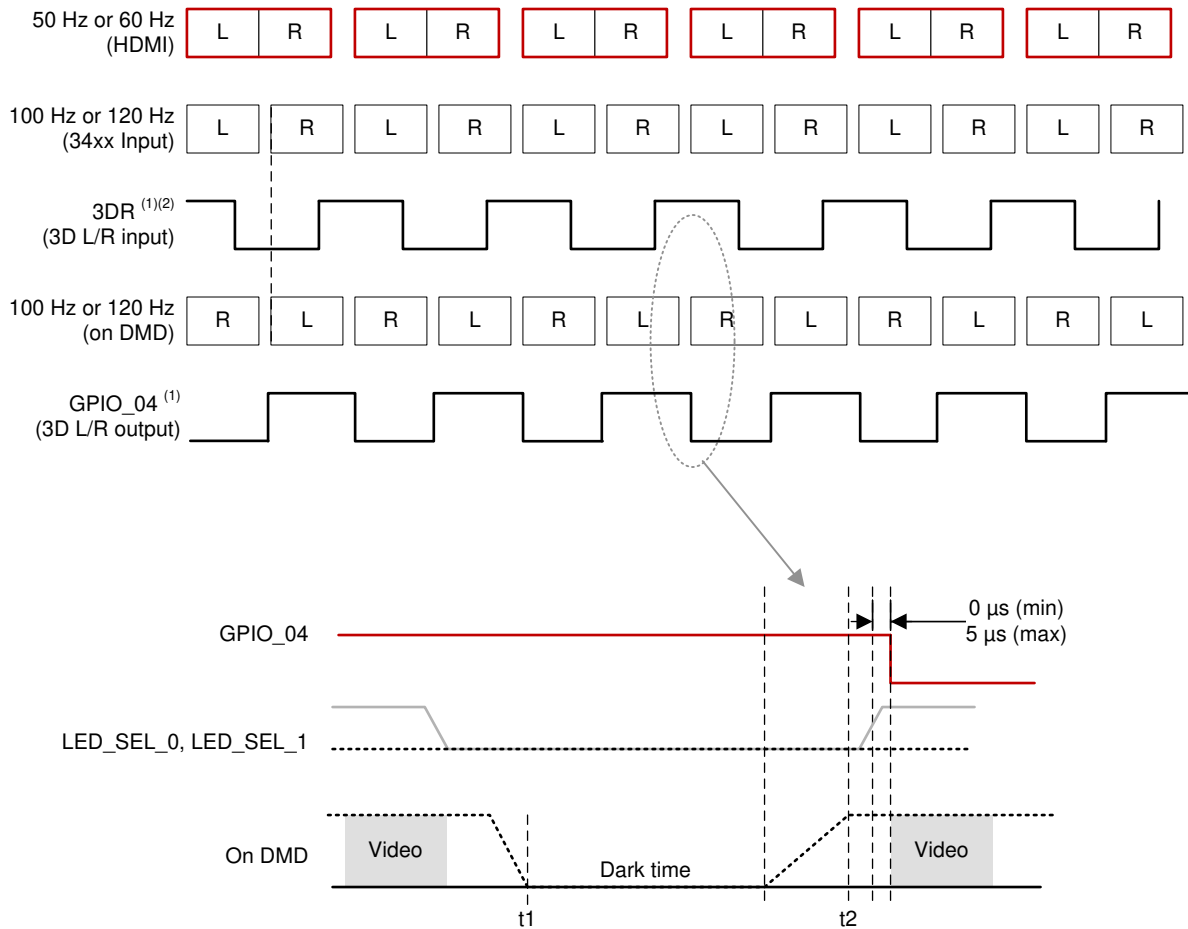 50 Hz or 60 Hz
(HDMI)
L R L R L R L R L R L R
100 Hz or 120 Hz
(34xx Input)
L R L R L R L R L R L R
3DR (1)(2)
(3D L/R input)
100 Hz or 120 Hz
(on DMD)
R L R L R L R L R L R L
GPIO_04 (1)
(3D L/R output)
0 µs (min)
5 µs (max)
GPIO_04
LED_SEL_0, LED_SEL_1
On DMD
Video
Dark time
Video
t1
t2